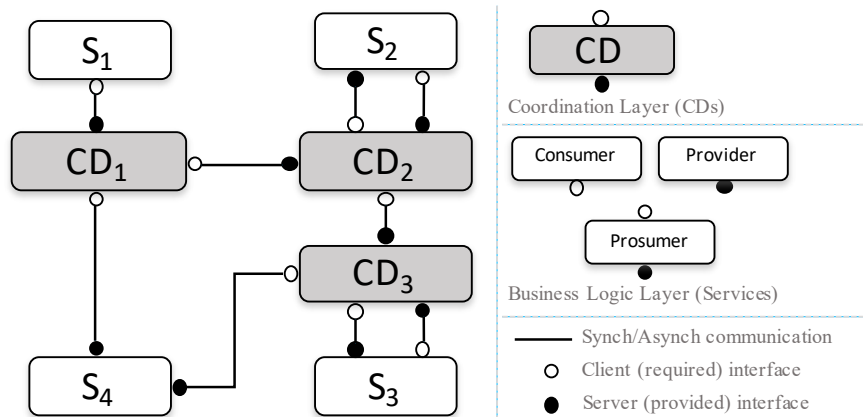 S1
S2
CD1
CD2
CD3
S4
S3
CD
Coordination Layer (CDs)
Consumer
Provider
Prosumer
Business Logic Layer (Services)
Synch/Asynch communication
Client (required) interface
Server (provided) interface